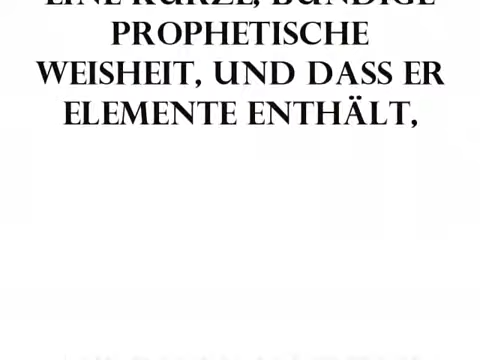 EINE KURZE, BÜNDIGE
PROPHETISCHE
WEISHEIT, UND DASS ER
ELEMENTE ENTHÄLT,